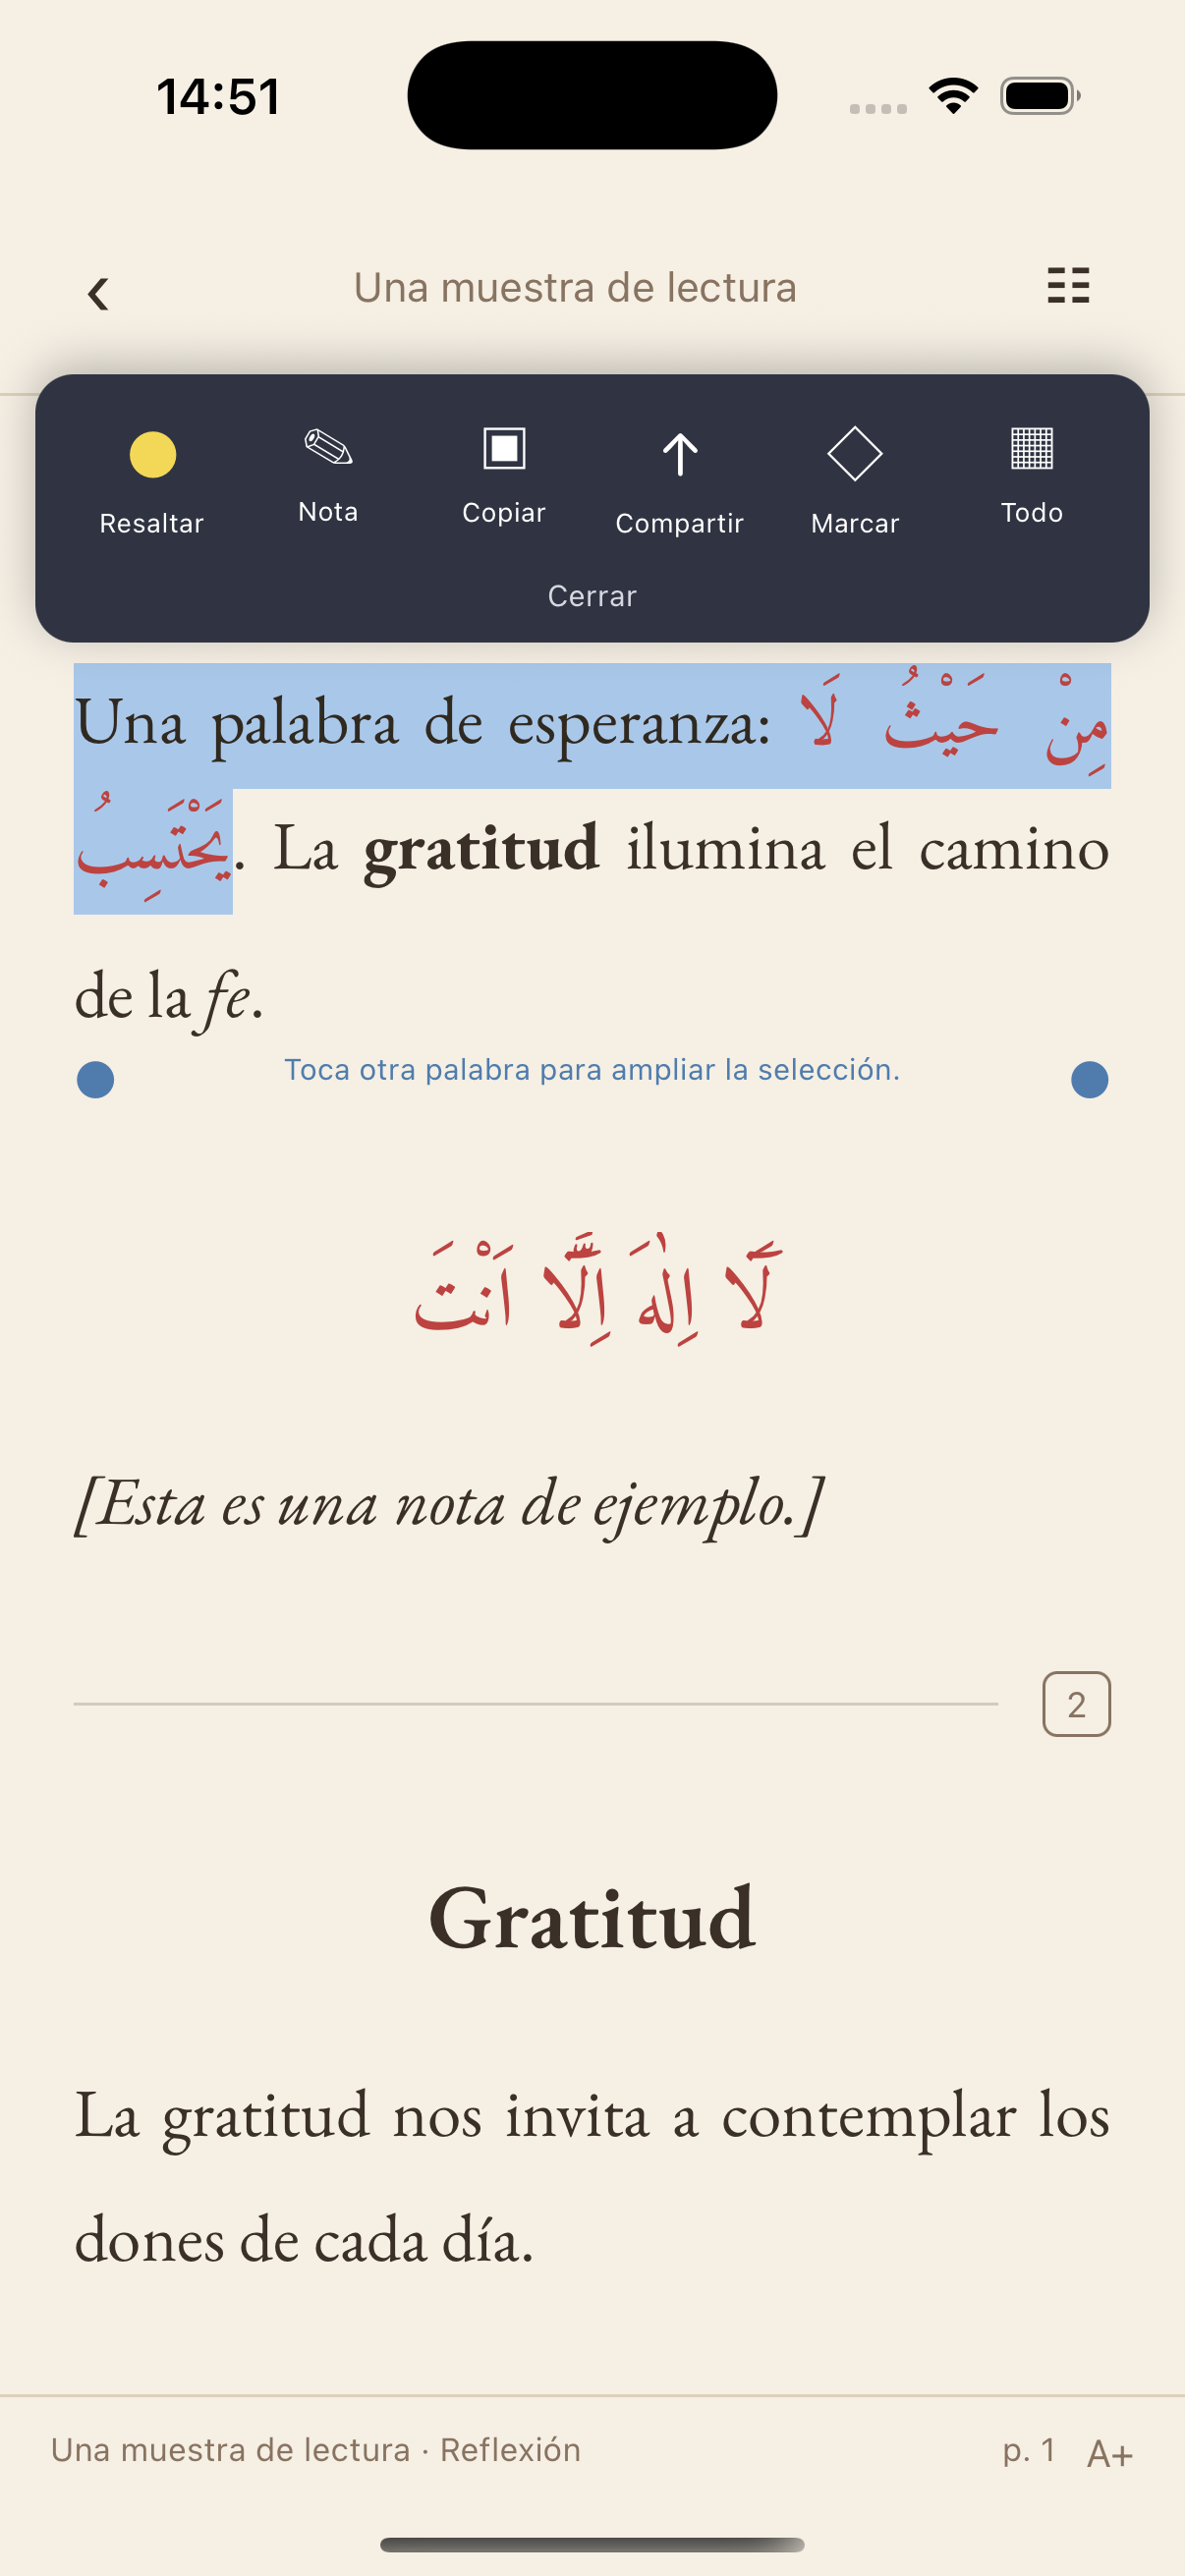 14:51
Una muestra de lectura
Resaltar
Nota
Copiar
Compartir
Marcar
Todo
Cerrar
Una palabra de esperanza: مِنْ حَيْثُ لَا
يَحْتَسِبُ. La gratitud ilumina el camino
de la fe.
Toca otra palabra para ampliar la selección.
لَٓا اِلٰهَ اِلَّٓا اَنْتَ
[Esta es una nota de ejemplo.]
2
Gratitud
La gratitud nos invita a contemplar los
dones de cada día.
Una muestra de lectura · Reflexión
p. 1 A+